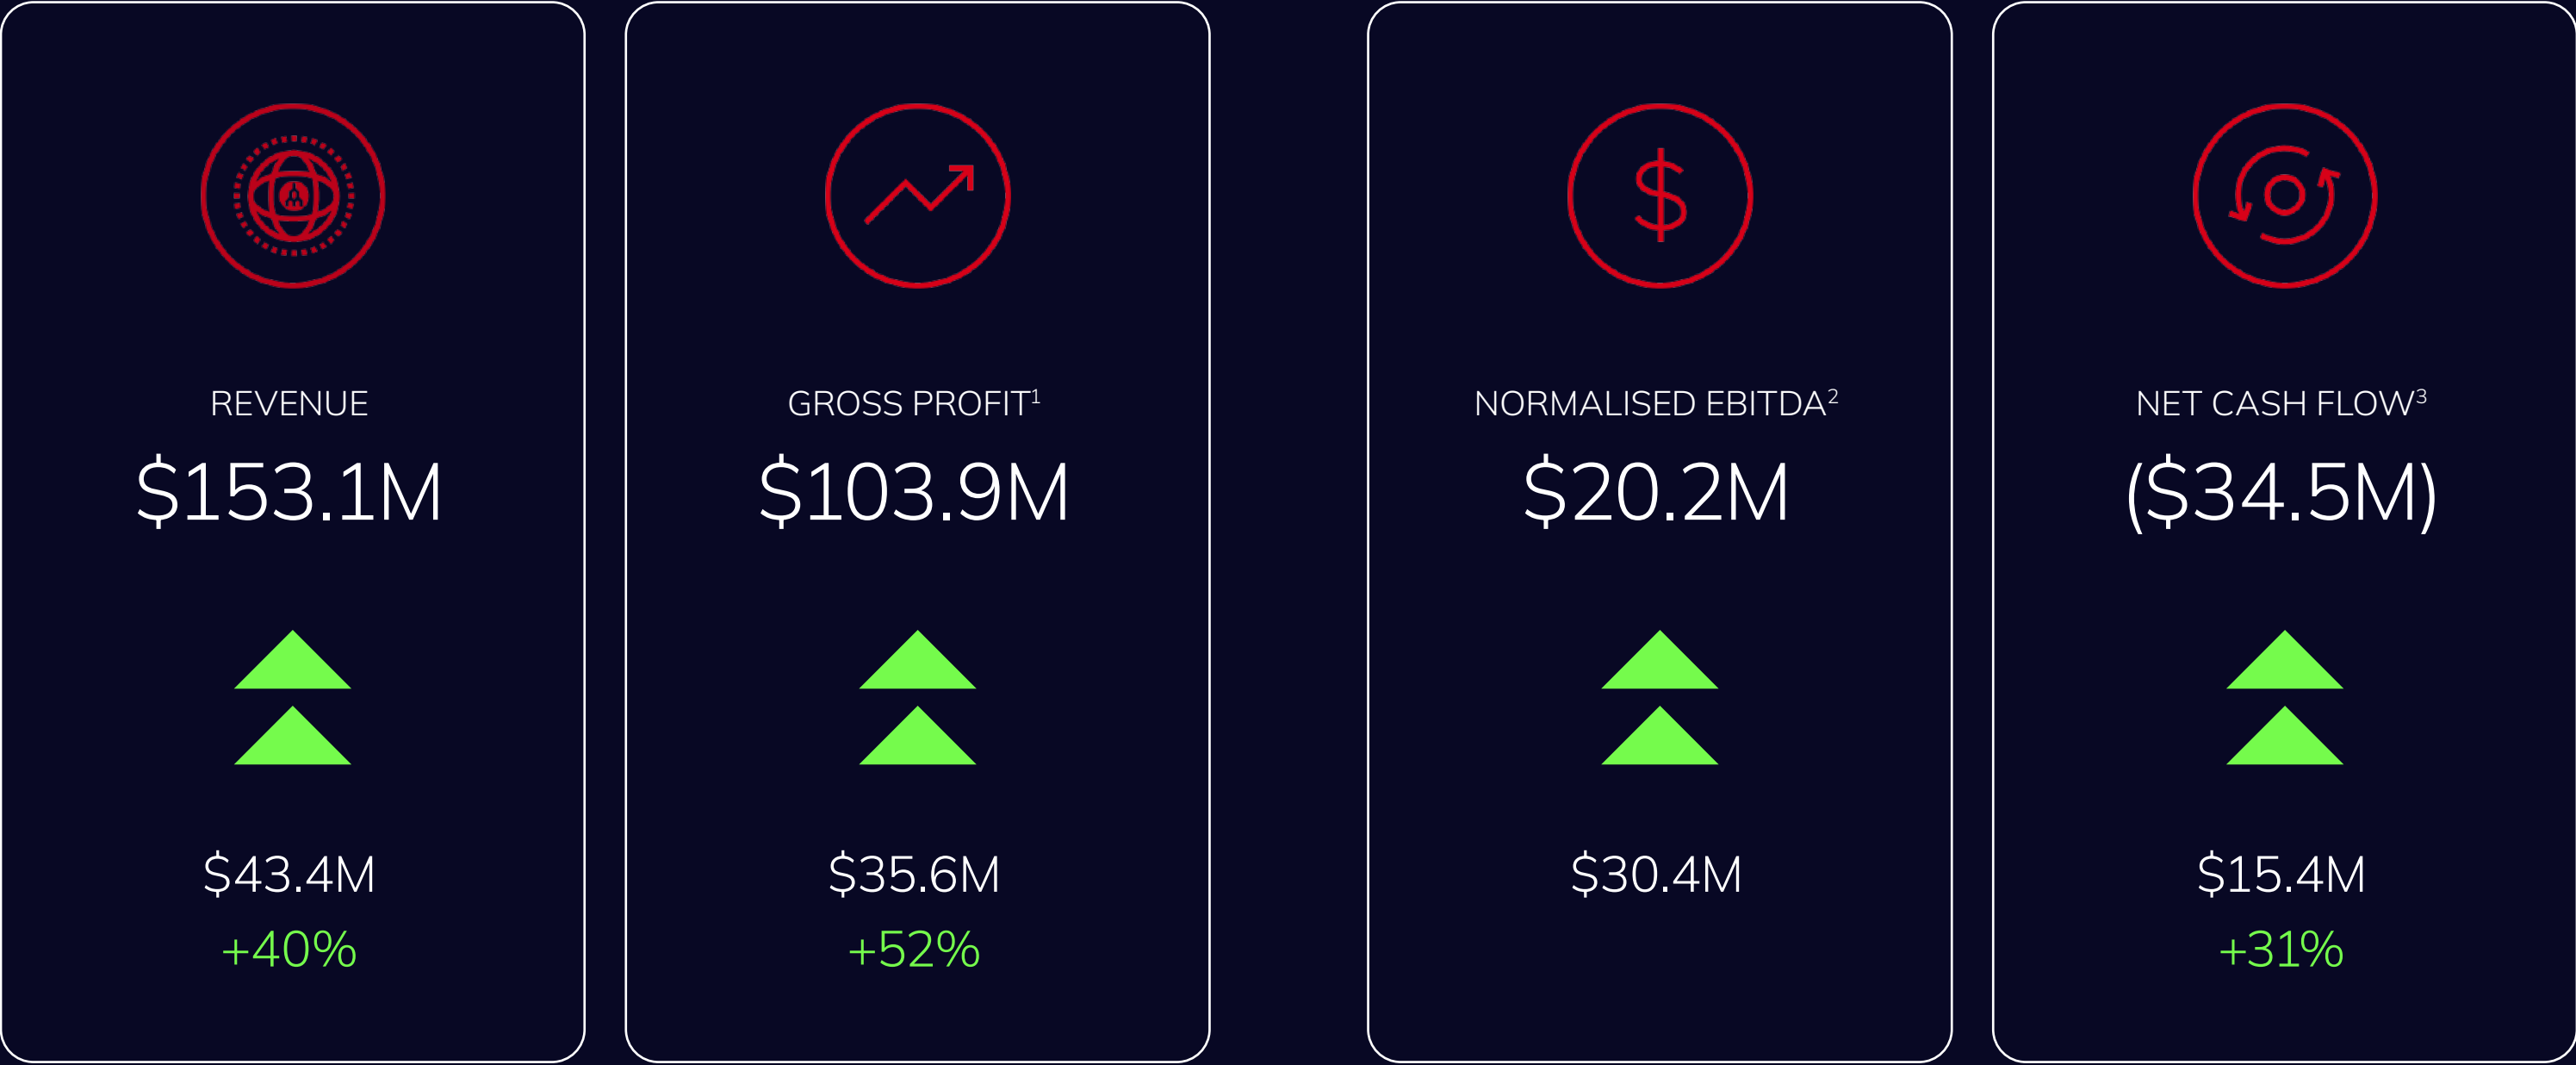 REVENUE
$153.1M
$43.4M
+40%
GROSS PROFIT¹
$103.9M
$35.6M
+52%
NORMALISED EBITDA²
$20.2M
$30.4M
NET CASH FLOW³
($34.5M)
$15.4M
+31%